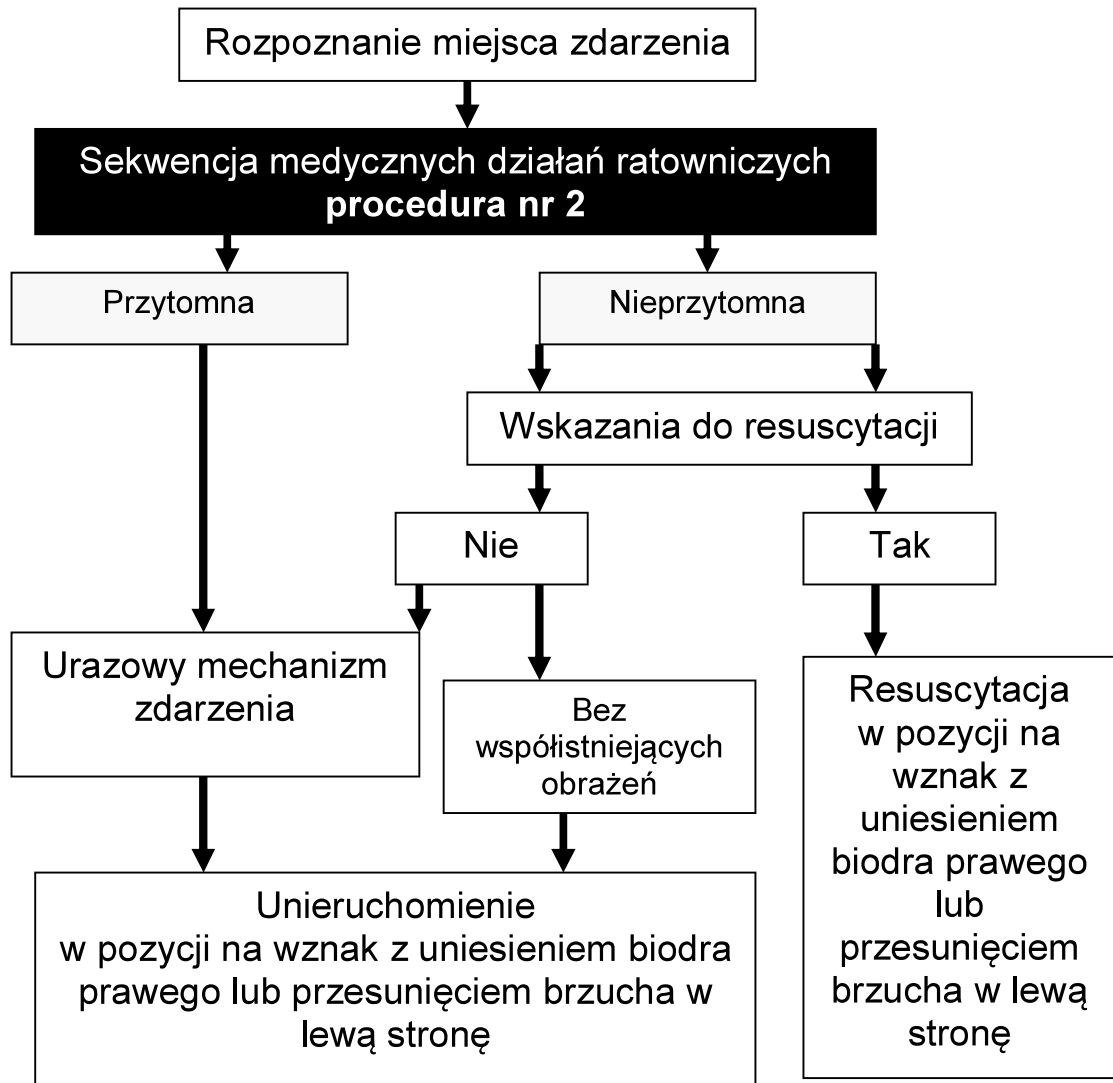 Rozpoznanie miejsca zdarzenia
Sekwencja medycznych działań ratowniczych
procedura nr 2
Przytomna
Nieprzytomna
Wskazania do resuscytacji
Nie
Tak
Urazowy mechanizm
zdarzenia
Bez
współistniejących
obrażeń
Resuscytacja
w pozycji na
wznak z
uniesieniem
biodra prawego
lub
przesunięciem
brzucha w lewą
stronę
Unieruchomienie
w pozycji na wznak z uniesieniem biodra
prawego lub przesunięciem brzucha w
lewą stronę